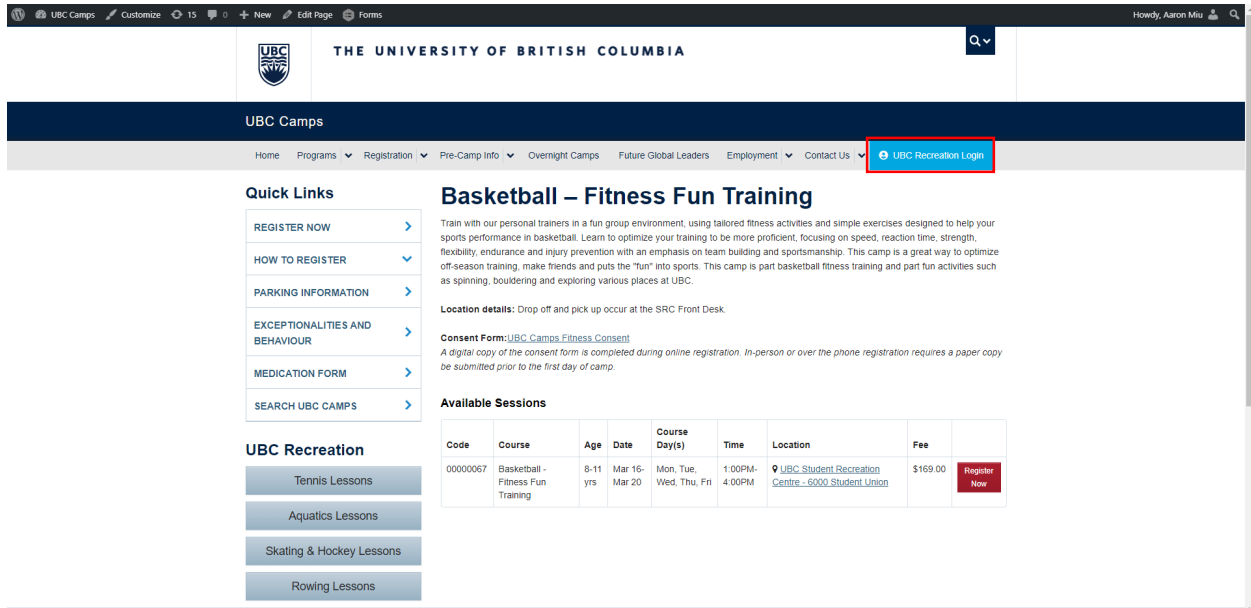 UBC Camps Customize 15 0 + New Edit Page Forms Howdy, Aaron Miu
UBC
THE UNIVERSITY OF BRITISH COLUMBIA
UBC Camps
Home Programs Registration Pre-Camp Info Overnight Camps Future Global Leaders Employment Contact Us UBC Recreation Login
Quick Links
REGISTER NOW
HOW TO REGISTER
PARKING INFORMATION
EXCEPTIONALITIES AND
BEHAVIOUR
MEDICATION FORM
SEARCH UBC CAMPS
UBC Recreation
Tennis Lessons
Aquatics Lessons
Skating & Hockey Lessons
Rowing Lessons
Basketball – Fitness Fun Training
Train with our personal trainers in a fun group environment, using tailored fitness activities and simple exercises designed to help your
sports performance in basketball. Learn to optimize your training to be more proficient, focusing on speed, reaction time, strength,
flexibility, endurance and injury prevention with an emphasis on team building and sportsmanship. This camp is a great way to optimize
off-season training, make friends and puts the "fun" into sports. This camp is part basketball fitness training and part fun activities such
as spinning, bouldering and exploring various places at UBC.
Location details: Drop off and pick up occur at the SRC Front Desk.
Consent Form:UBC Camps Fitness Consent
A digital copy of the consent form is completed during online registration. In-person or over the phone registration requires a paper copy
be submitted prior to the first day of camp.
Available Sessions
Code Course Age Date Course Day(s) Time Location Fee
00000067 Basketball - Fitness Fun Training 8-11 yrs Mar 16- Mar 20 Mon, Tue, Wed, Thu, Fri 1:00PM- 4:00PM UBC Student Recreation Centre - 6000 Student Union $169.00 Register Now